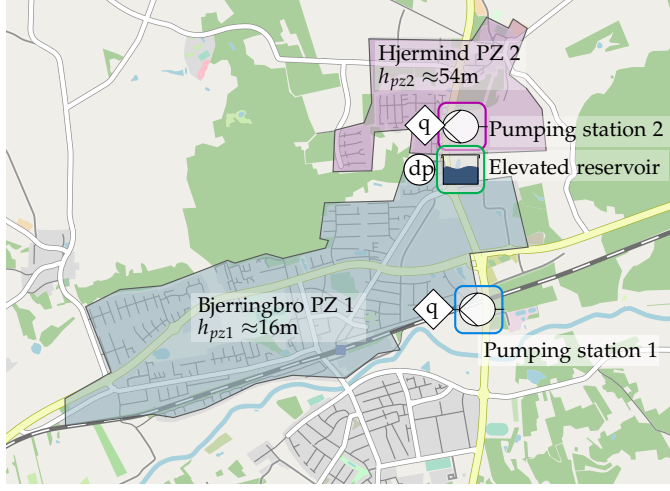 Hjermind PZ 2
h_pz2 ≈54m
q
Pumping station 2
dp
Elevated reservoir
Bjerringbro PZ 1
h_pz1 ≈16m
q
Pumping station 1